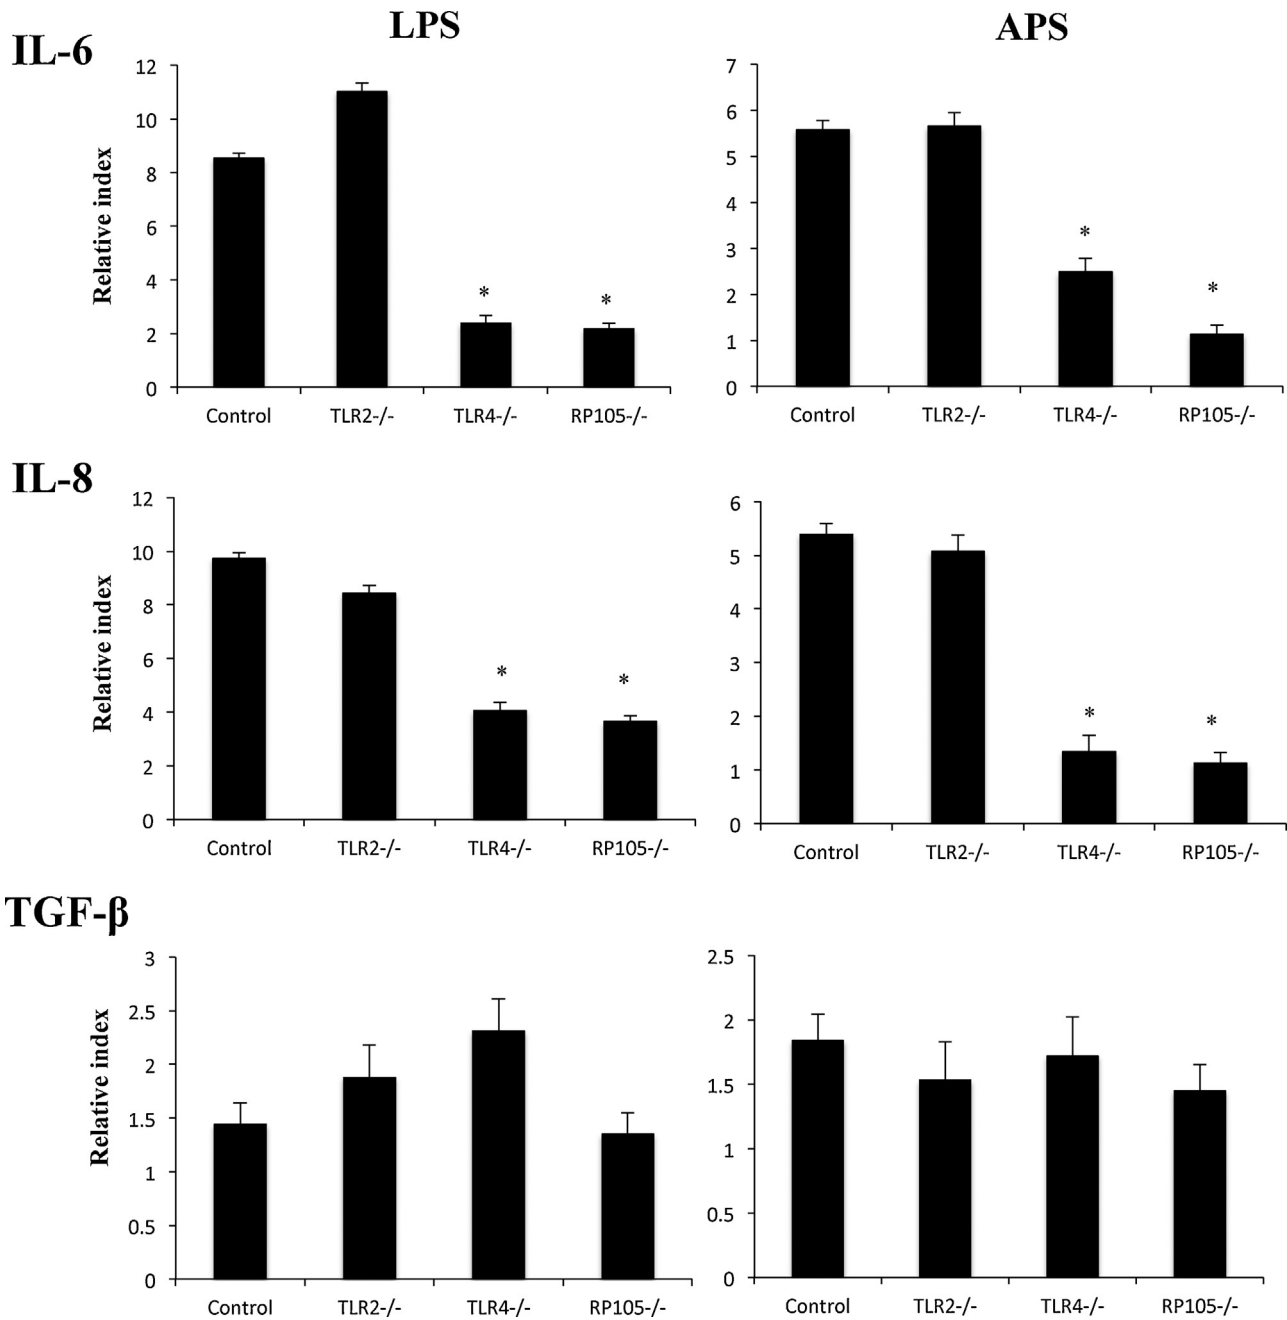 LPS
APS
IL-6
Relative index
12
10
8
6
4
2
0
*
*
Control
TLR2-/-
TLR4-/-
RP105-/-
7
6
5
4
3
2
1
0
*
*
Control
TLR2-/-
TLR4-/-
RP105-/-
IL-8
Relative index
12
10
8
6
4
2
0
*
*
Control
TLR2-/-
TLR4-/-
RP105-/-
6
5
4
3
2
1
0
*
*
Control
TLR2-/-
TLR4-/-
RP105-/-
TGF-β
Relative index
3
2.5
2
1.5
1
0.5
0
Control
TLR2-/-
TLR4-/-
RP105-/-
2.5
2
1.5
1
0.5
0
Control
TLR2-/-
TLR4-/-
RP105-/-